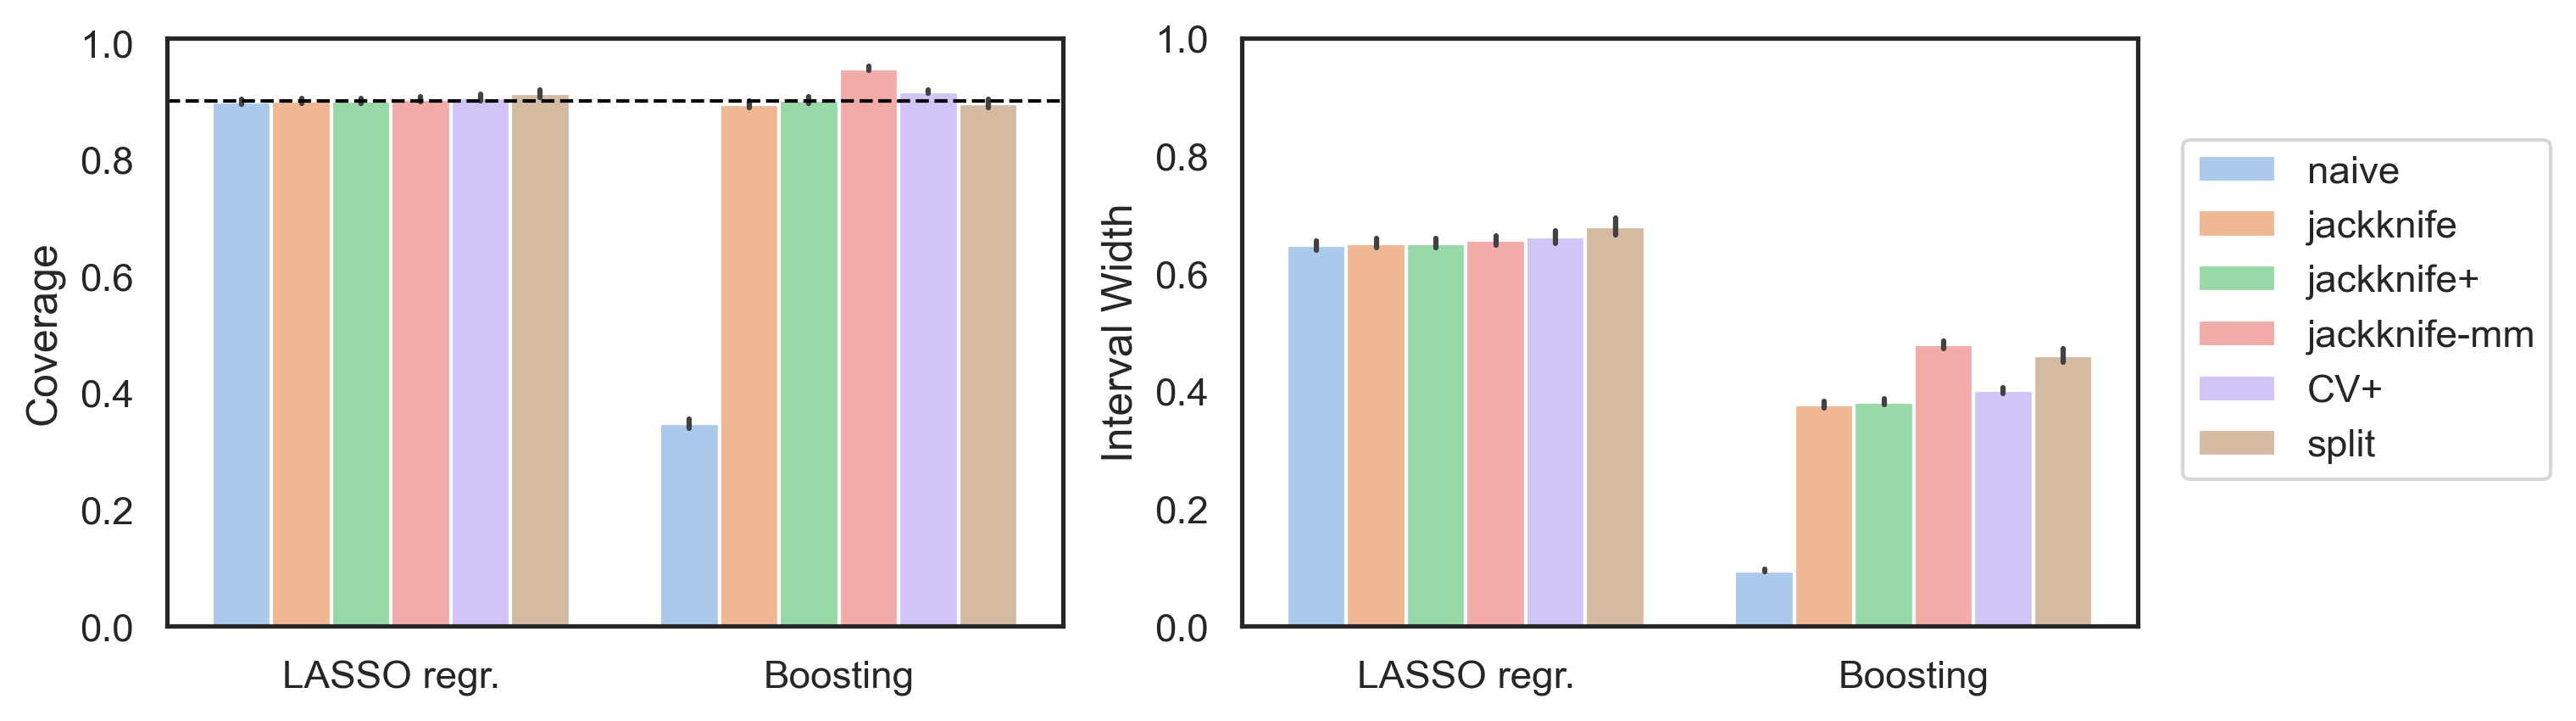 Coverage
1.0
0.8
0.6
0.4
0.2
0.0
LASSO regr.
Boosting
Interval Width
1.0
0.8
0.6
0.4
0.2
0.0
LASSO regr.
Boosting
naive
jackknife
jackknife+
jackknife-mm
CV+
split